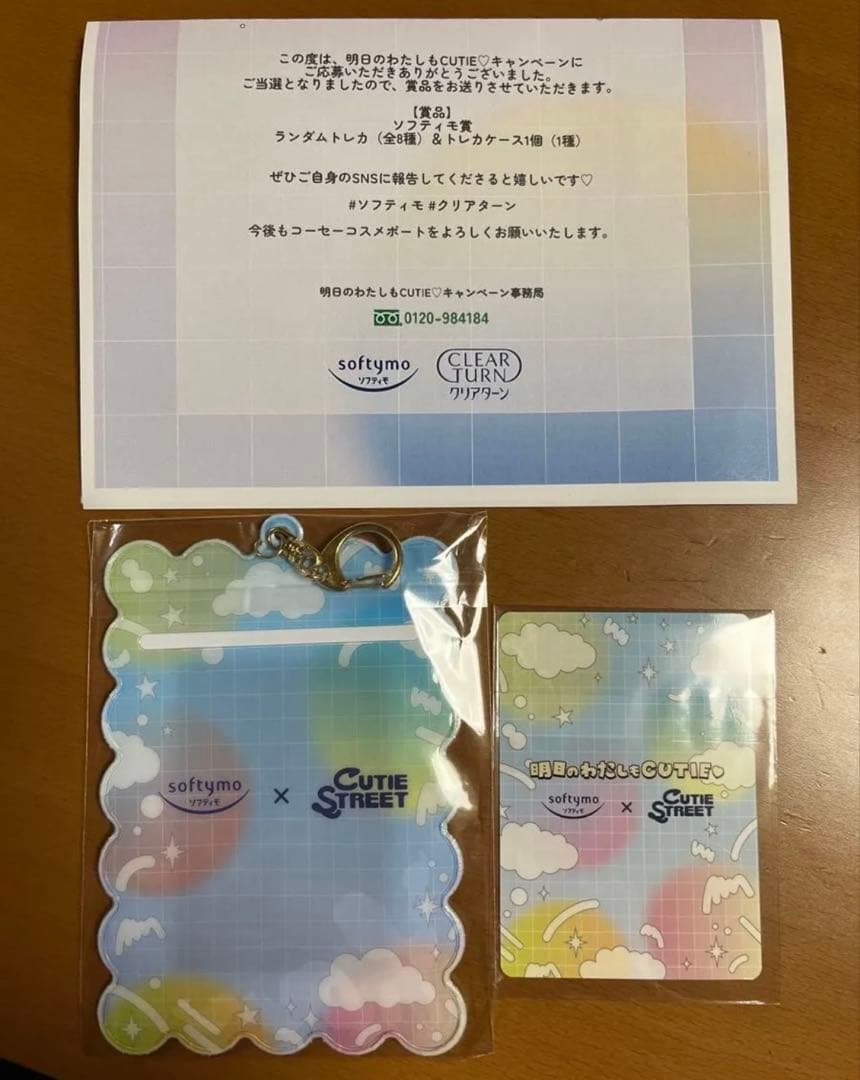 この度は、明日のわたしもCUTIE♡キャンペーンに
ご応募いただきありがとうございました。
ご当選となりましたので、賞品をお送りさせていただきます。
【賞品】
ソフティモ賞
ランダムトレカ（全8種）＆トレカケース1個（1種）
ぜひご自身のSNSに報告してくださると嬉しいです♡
#ソフティモ #クリアターン
今後もコーセーコスメポートをよろしくお願いいたします。
明日のわたしもCUTIE♡キャンペーン事務局
0120-984184
softymo
ソフティモ
CLEAR
TURN
クリアターン
softymo
ソフティモ
×
CUTIE
STREET
明日のわたしもCUTIE♡
softymo
ソフティモ
×
CUTIE
STREET